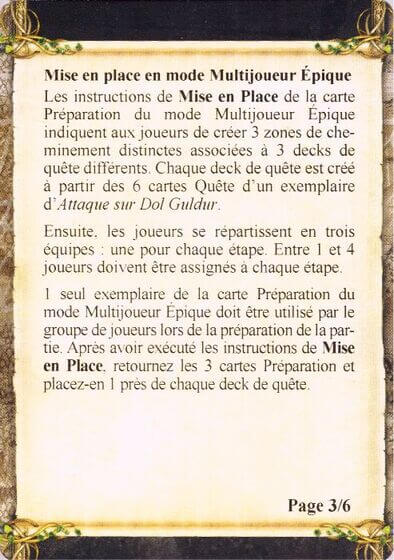 Mise en place en mode Multijoueur Épique
Les instructions de Mise en Place de la carte
Préparation du mode Multijoueur Épique
indiquent aux joueurs de créer 3 zones de che-
minement distinctes associées à 3 decks de
quête différents. Chaque deck de quête est créé
à partir des 6 cartes Quête d'un exemplaire
d'Attaque sur Dol Guldur.
Ensuite, les joueurs se répartissent en trois
équipes : une pour chaque étape. Entre 1 et 4
joueurs doivent être assignés à chaque étape.
1 seul exemplaire de la carte Préparation du
mode Multijoueur Épique doit être utilisé par le
groupe de joueurs lors de la préparation de la par-
tie. Après avoir exécuté les instructions de Mise
en Place, retournez les 3 cartes Préparation et
placez-en 1 près de chaque deck de quête.
Page 3/6